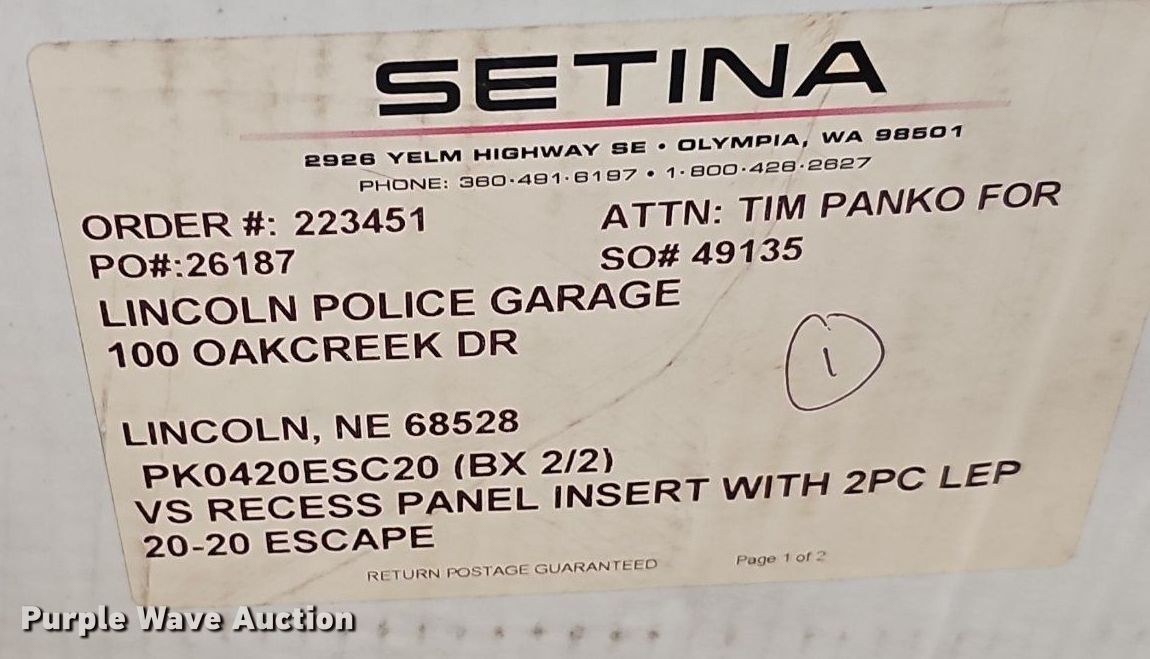 SETINA
2926 YELM HIGHWAY SE • OLYMPIA, WA 98501
PHONE: 360·491·6197 • 1·800·426·2627
ORDER #: 223451
ATTN: TIM PANKO FOR
PO#:26187
SO# 49135
LINCOLN POLICE GARAGE
100 OAKCREEK DR
1
LINCOLN, NE 68528
PK0420ESC20 (BX 2/2)
VS RECESS PANEL INSERT WITH 2PC LEP
20-20 ESCAPE
RETURN POSTAGE GUARANTEED
Page 1 of 2
Purple Wave Auction